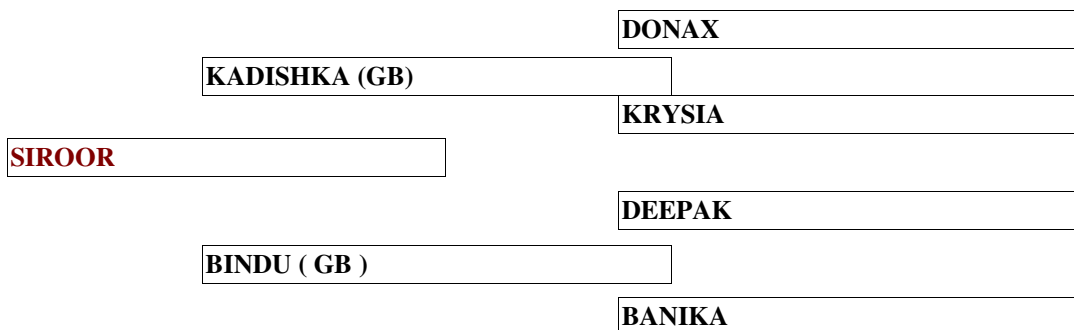 DONAX
KADISHKA (GB)
KRYSIA
SIROOR
DEEPAK
BINDU ( GB )
BANIKA